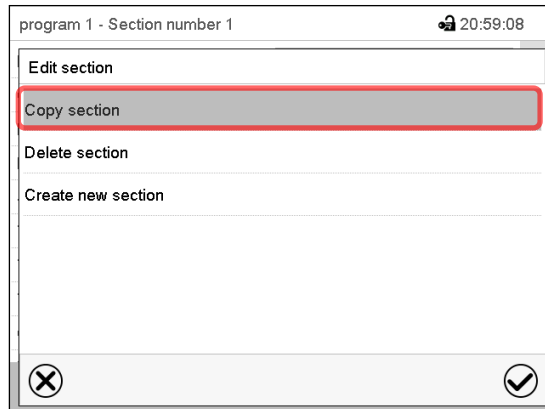 program 1 - Section number 1 20:59:08
Edit section
Copy section
Delete section
Create new section